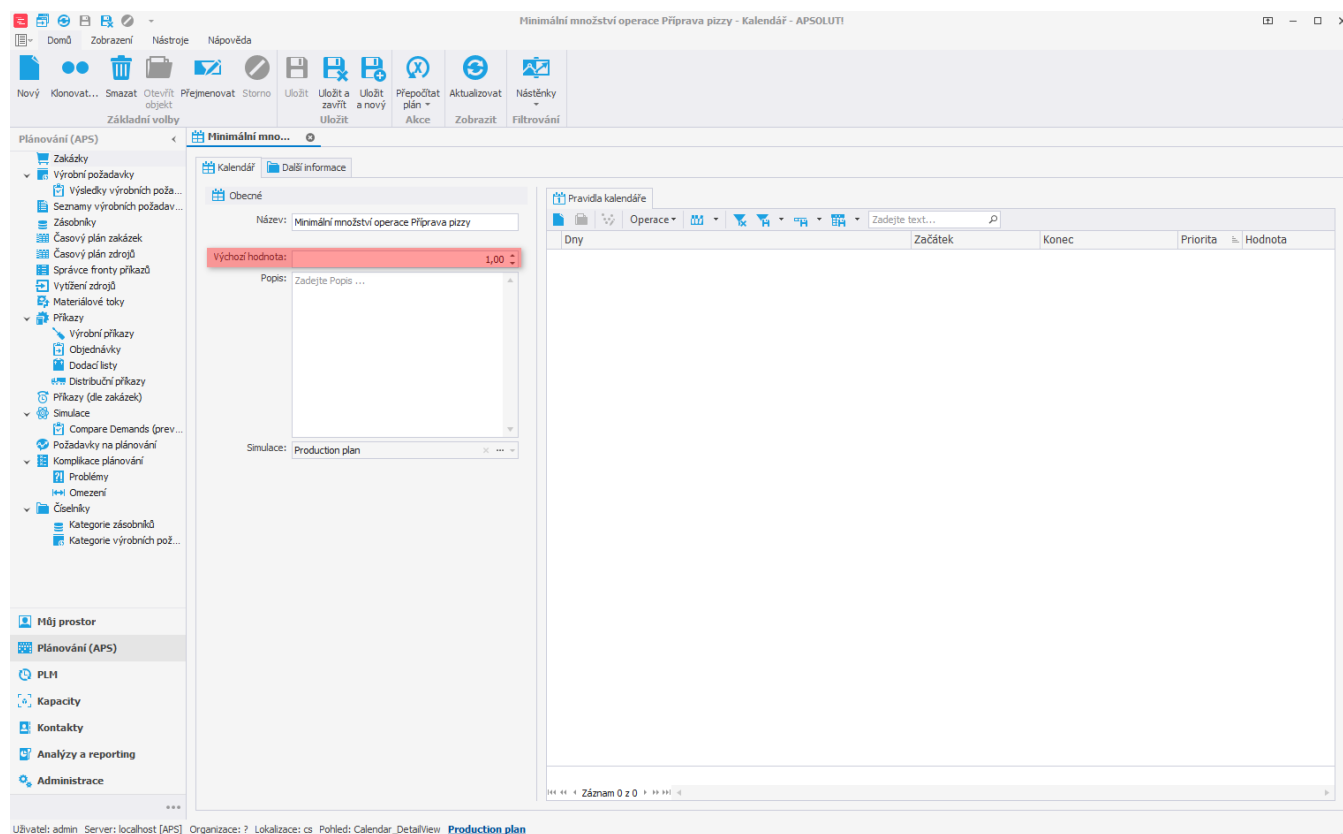 Minimální množství operace Příprava pizzy - Kalendář - APSOLUT!
Domů Zobrazení Nástroje Nápověda
Nový Klonovat... Smazat Otevřít objekt Přejmenovat Storno Uložit Uložit a zavřít Uložit a nový Přepočítat plán Aktualizovat Nástěnky
Základní volby Uložit Akce Zobrazit Filtrování
Plánování (APS)
Minimální mno...
Zakázky
Výrobní požadavky
Výsledky výrobních poža...
Seznamy výrobních požadav...
Zásobníky
Časový plán zakázek
Časový plán zdrojů
Správce fronty příkazů
Vytížení zdrojů
Materiálové toky
Příkazy
Výrobní příkazy
Objednávky
Dodací listy
Distribuční příkazy
Příkazy (dle zakázek)
Simulace
Compare Demands (prev...
Požadavky na plánování
Komplikace plánování
Problémy
Omezení
Číselníky
Kategorie zásobníků
Kategorie výrobních pož...
Můj prostor
Plánování (APS)
PLM
Kapacity
Kontakty
Analýzy a reporting
Administrace
Kalendář Další informace
Obecné
Název: Minimální množství operace Příprava pizzy
Výchozí hodnota: 1,00
Popis: Zadejte Popis ...
Simulace: Production plan
Pravidla kalendáře
Operace Zadejte text...
Dny Začátek Konec Priorita Hodnota
Záznam 0 z 0
Uživatel: admin Server: localhost [APS] Organizace: ? Lokalizace: cs Pohled: Calendar_DetailView Production plan